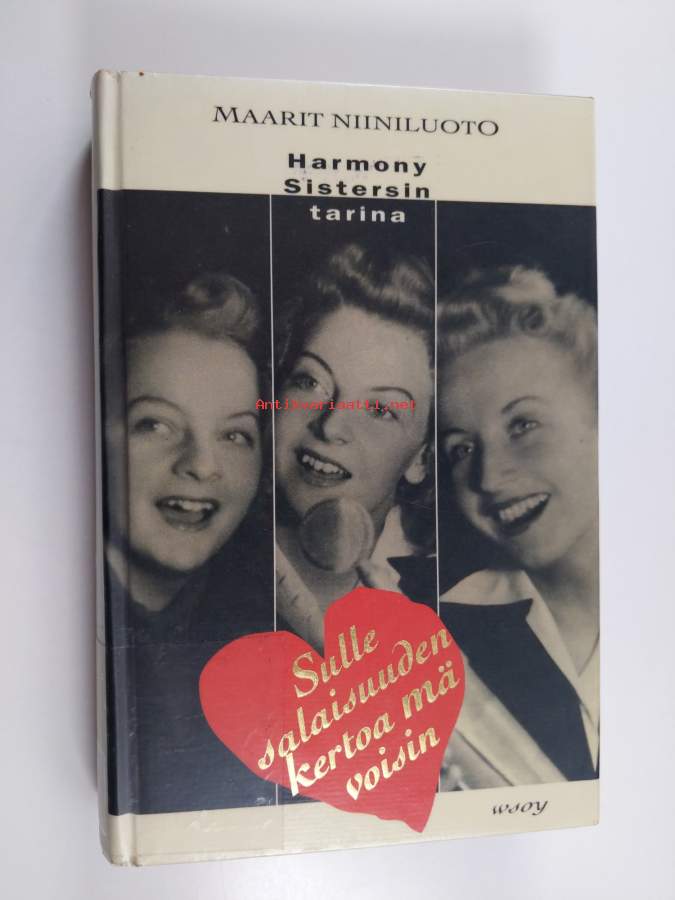 MAARIT NIINILUOTO
Harmony
Sistersin
tarina
Antikvariaatti.net
Sulle
salaisuuden
kertoa mä
voisin
wsoy